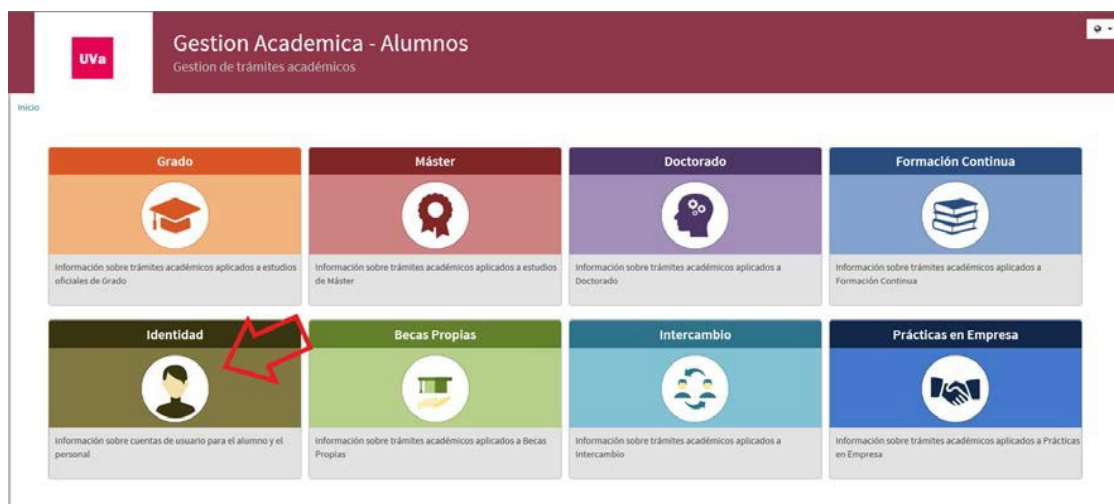 UVa
Gestion Academica - Alumnos
Gestion de trámites académicos
Inicio
Grado
Información sobre trámites académicos aplicados a estudios
oficiales de Grado
Máster
Información sobre trámites académicos aplicados a estudios
de Máster
Doctorado
Información sobre trámites académicos aplicados a
Doctorado
Formación Continua
Información sobre trámites académicos aplicados a
Formación Continua
Identidad
Información sobre cuentas de usuario para el alumno y el
personal
Becas Propias
Información sobre trámites académicos aplicados a Becas
Propias
Intercambio
Información sobre trámites académicos aplicados a
Intercambio
Prácticas en Empresa
Información sobre trámites académicos aplicados a Prácticas
en Empresa